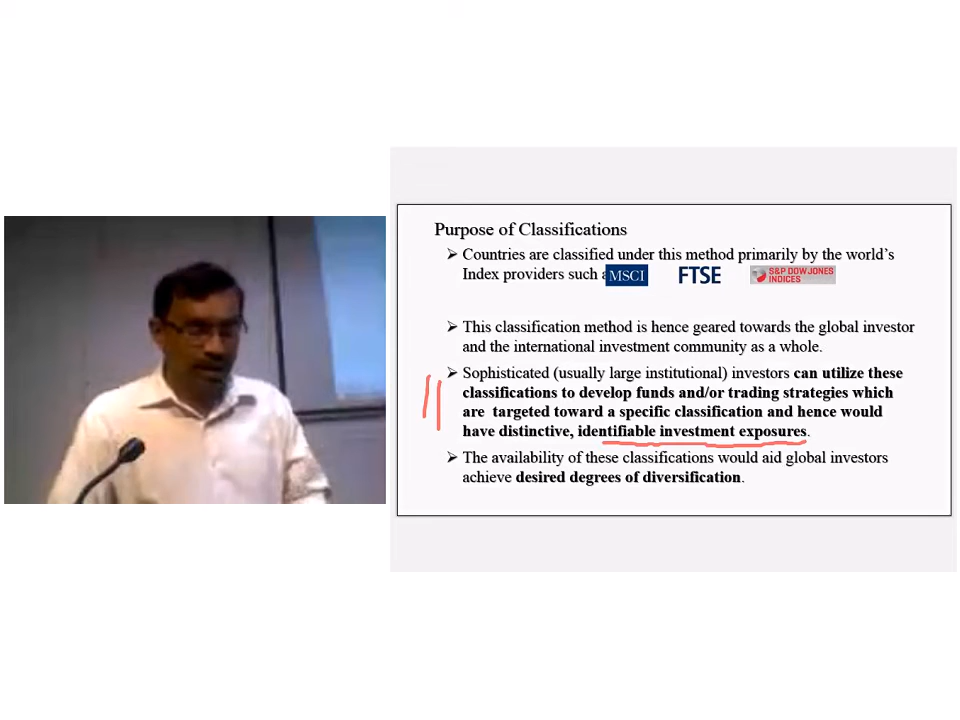 Purpose of Classifications
➢ Countries are classified under this method primarily by the world's
Index providers such a MSCI FTSE S&P DOW JONES
INDICES
➢ This classification method is hence geared towards the global investor
and the international investment community as a whole.
➢ Sophisticated (usually large institutional) investors can utilize these
classifications to develop funds and/or trading strategies which
are targeted toward a specific classification and hence would
have distinctive, identifiable investment exposures.
➢ The availability of these classifications would aid global investors
achieve desired degrees of diversification.